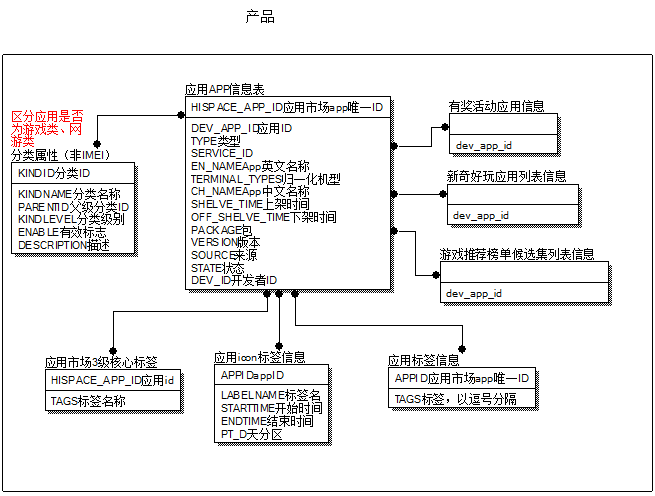 产品
应用APP信息表
HISPACE_APP_ID应用市场app唯一ID
DEV_APP_ID应用ID
TYPE类型
SERVICE_ID
EN_NAMEApp英文名称
TERMINAL_TYPES归一化机型
CH_NAMEApp中文名称
SHELVE_TIME上架时间
OFF_SHELVE_TIME下架时间
PACKAGE包
VERSION版本
SOURCE来源
STATE状态
DEV_ID开发者ID
区分应用是否
为游戏类、网
游类
分类属性（非IMEI）
KINDID分类ID
KINDNAME分类名称
PARENTID父级分类ID
KINDLEVEL分类级别
ENABLE有效标志
DESCRIPTION描述
有奖活动应用信息
dev_app_id
新奇好玩应用列表信息
dev_app_id
游戏推荐榜单候选集列表信息
dev_app_id
应用市场3级核心标签
HISPACE_APP_ID应用id
TAGS标签名称
应用icon标签信息
APPIDappID
LABELNAME标签名
STARTTIME开始时间
ENDTIME结束时间
PT_D天分区
应用标签信息
APPID应用市场app唯一ID
TAGS标签，以逗号分隔